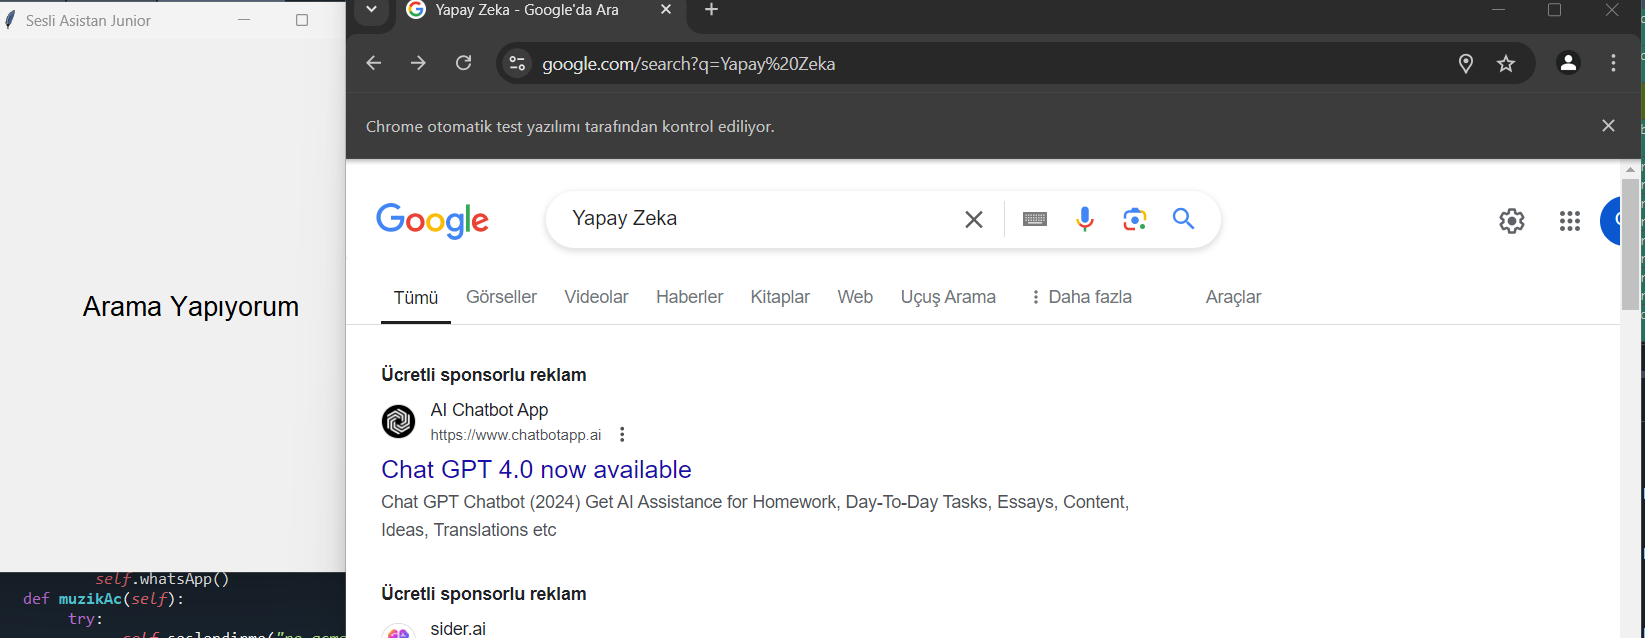 Sesli Asistan Junior
Arama Yapıyorum
self.whatsApp()
def muzikAc(self):
try:
Yapay Zeka - Google'da Ara
google.com/search?q=Yapay%20Zeka
Chrome otomatik test yazılımı tarafından kontrol ediliyor.
Google
Yapay Zeka
Tümü Görseller Videolar Haberler Kitaplar Web Uçuş Arama Daha fazla Araçlar
Ücretli sponsorlu reklam
AI Chatbot App
https://www.chatbotapp.ai
Chat GPT 4.0 now available
Chat GPT Chatbot (2024) Get AI Assistance for Homework, Day-To-Day Tasks, Essays, Content,
Ideas, Translations etc
Ücretli sponsorlu reklam
sider.ai